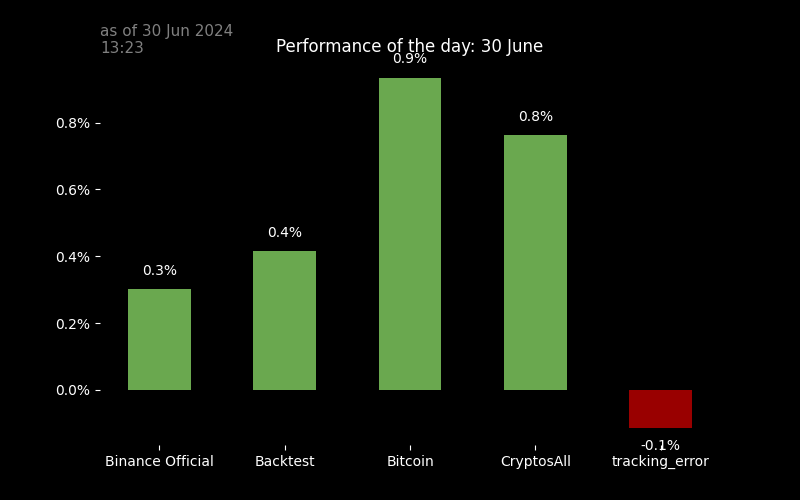 as of 30 Jun 2024
13:23
Performance of the day: 30 June
0.9%
0.8%
0.8%
0.6%
0.4%
0.4%
0.3%
0.2%
0.0%
-0.1%
Binance Official
Backtest
Bitcoin
CryptosAll
tracking_error